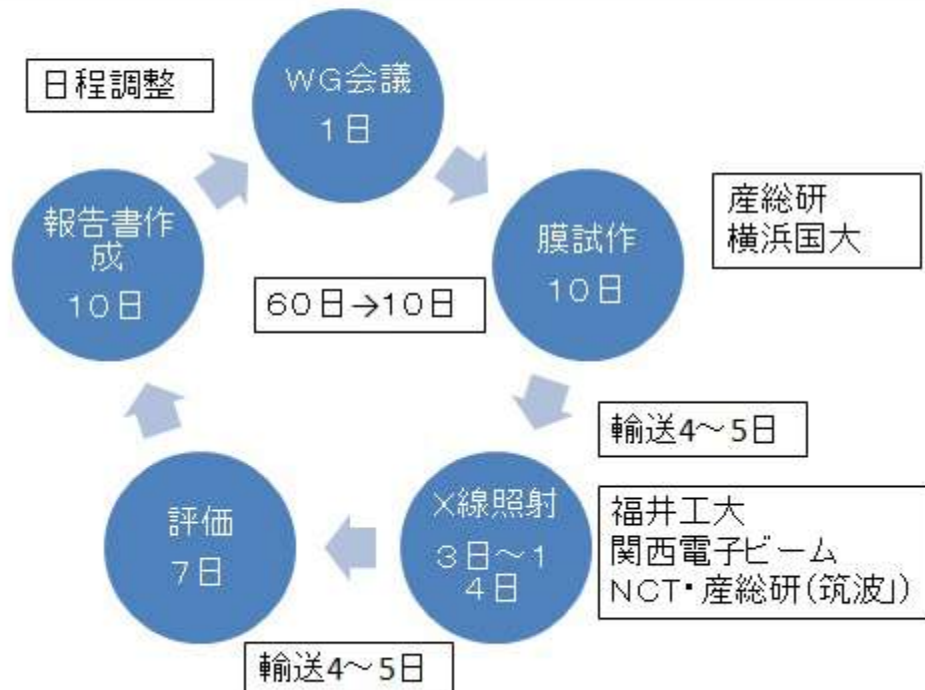 日程調整
WG会議
1日
報告書作
成
10日
膜試作
10日
産総研
横浜国大
60日→10日
輸送4～5日
評価
7日
X線照射
3日～1
4日
福井工大
関西電子ビーム
NCT・産総研(筑波」)
輸送4～5日